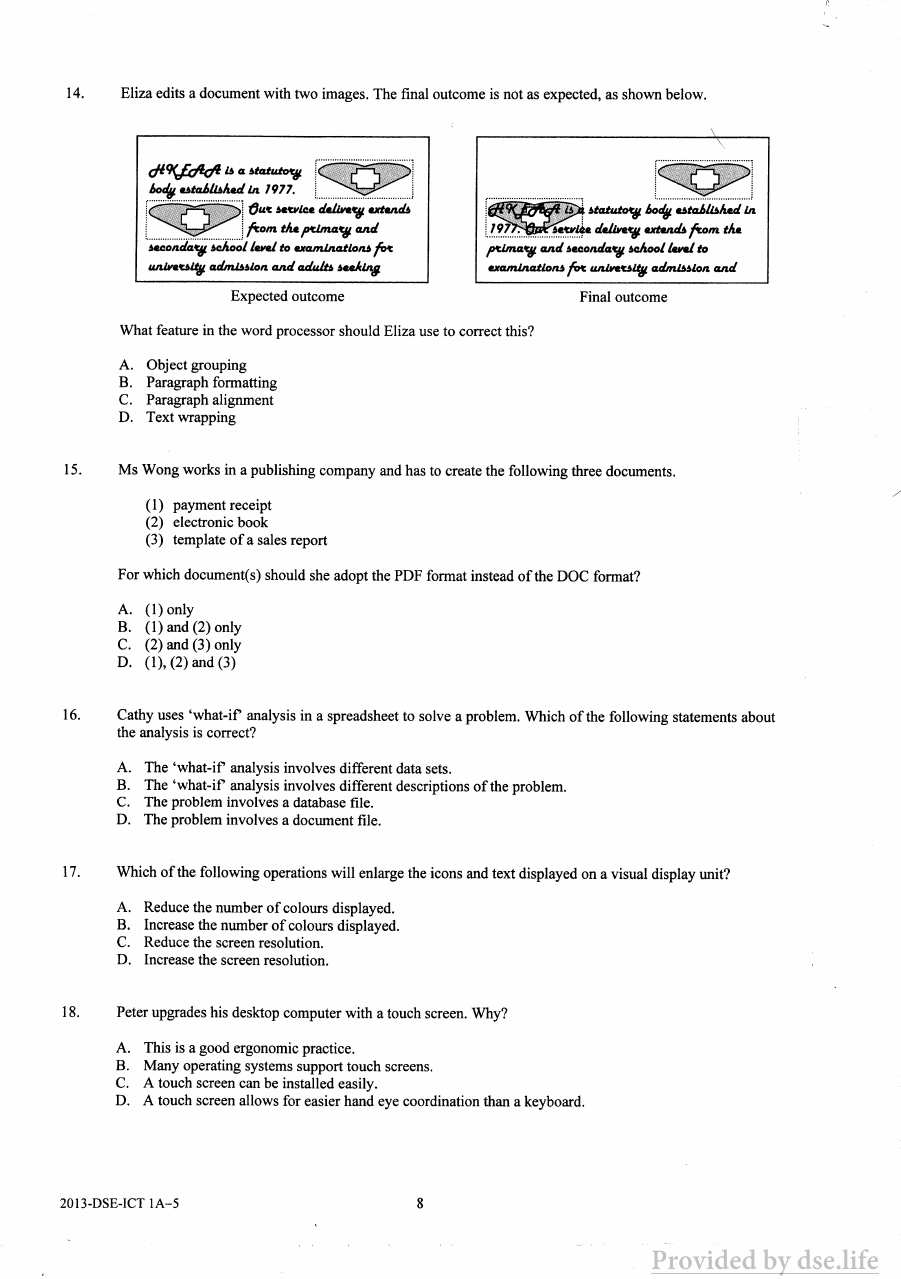 14. Eliza edits a document with two images. The final outcome is not as expected, as shown below.
HKEAA is a statutory
body established in 1977.
Our service delivery extends
from the primary and
secondary school level to examinations for
university admission and adults seeking
Expected outcome
HKEAA is a statutory body established in
1977. Our service delivery extends from the
primary and secondary school level to
examinations for university admission and
Final outcome
What feature in the word processor should Eliza use to correct this?
A. Object grouping
B. Paragraph formatting
C. Paragraph alignment
D. Text wrapping
15. Ms Wong works in a publishing company and has to create the following three documents.
(1) payment receipt
(2) electronic book
(3) template of a sales report
For which document(s) should she adopt the PDF format instead of the DOC format?
A. (1) only
B. (1) and (2) only
C. (2) and (3) only
D. (1), (2) and (3)
16. Cathy uses ‘what-if’ analysis in a spreadsheet to solve a problem. Which of the following statements about
the analysis is correct?
A. The ‘what-if’ analysis involves different data sets.
B. The ‘what-if’ analysis involves different descriptions of the problem.
C. The problem involves a database file.
D. The problem involves a document file.
17. Which of the following operations will enlarge the icons and text displayed on a visual display unit?
A. Reduce the number of colours displayed.
B. Increase the number of colours displayed.
C. Reduce the screen resolution.
D. Increase the screen resolution.
18. Peter upgrades his desktop computer with a touch screen. Why?
A. This is a good ergonomic practice.
B. Many operating systems support touch screens.
C. A touch screen can be installed easily.
D. A touch screen allows for easier hand eye coordination than a keyboard.
2013-DSE-ICT 1A–5
8
Provided by dse.life